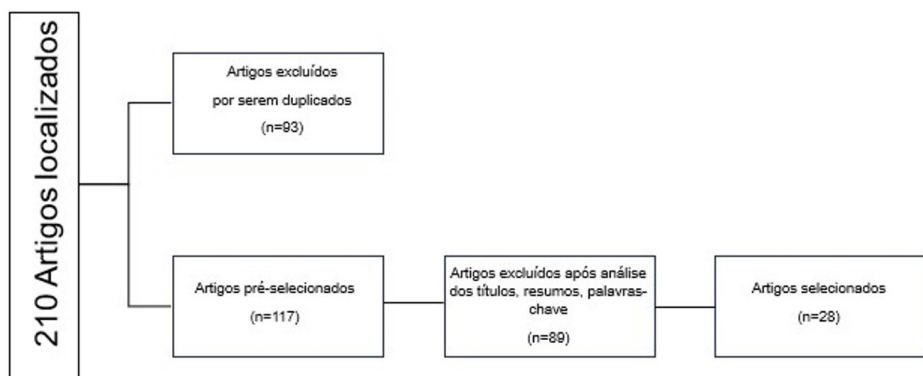 210 Artigos localizados
Artigos excluídos
por serem duplicados
(n=93)
Artigos pré-selecionados
(n=117)
Artigos excluídos após análise
dos títulos, resumos, palavras-
chave
(n=89)
Artigos selecionados
(n=28)